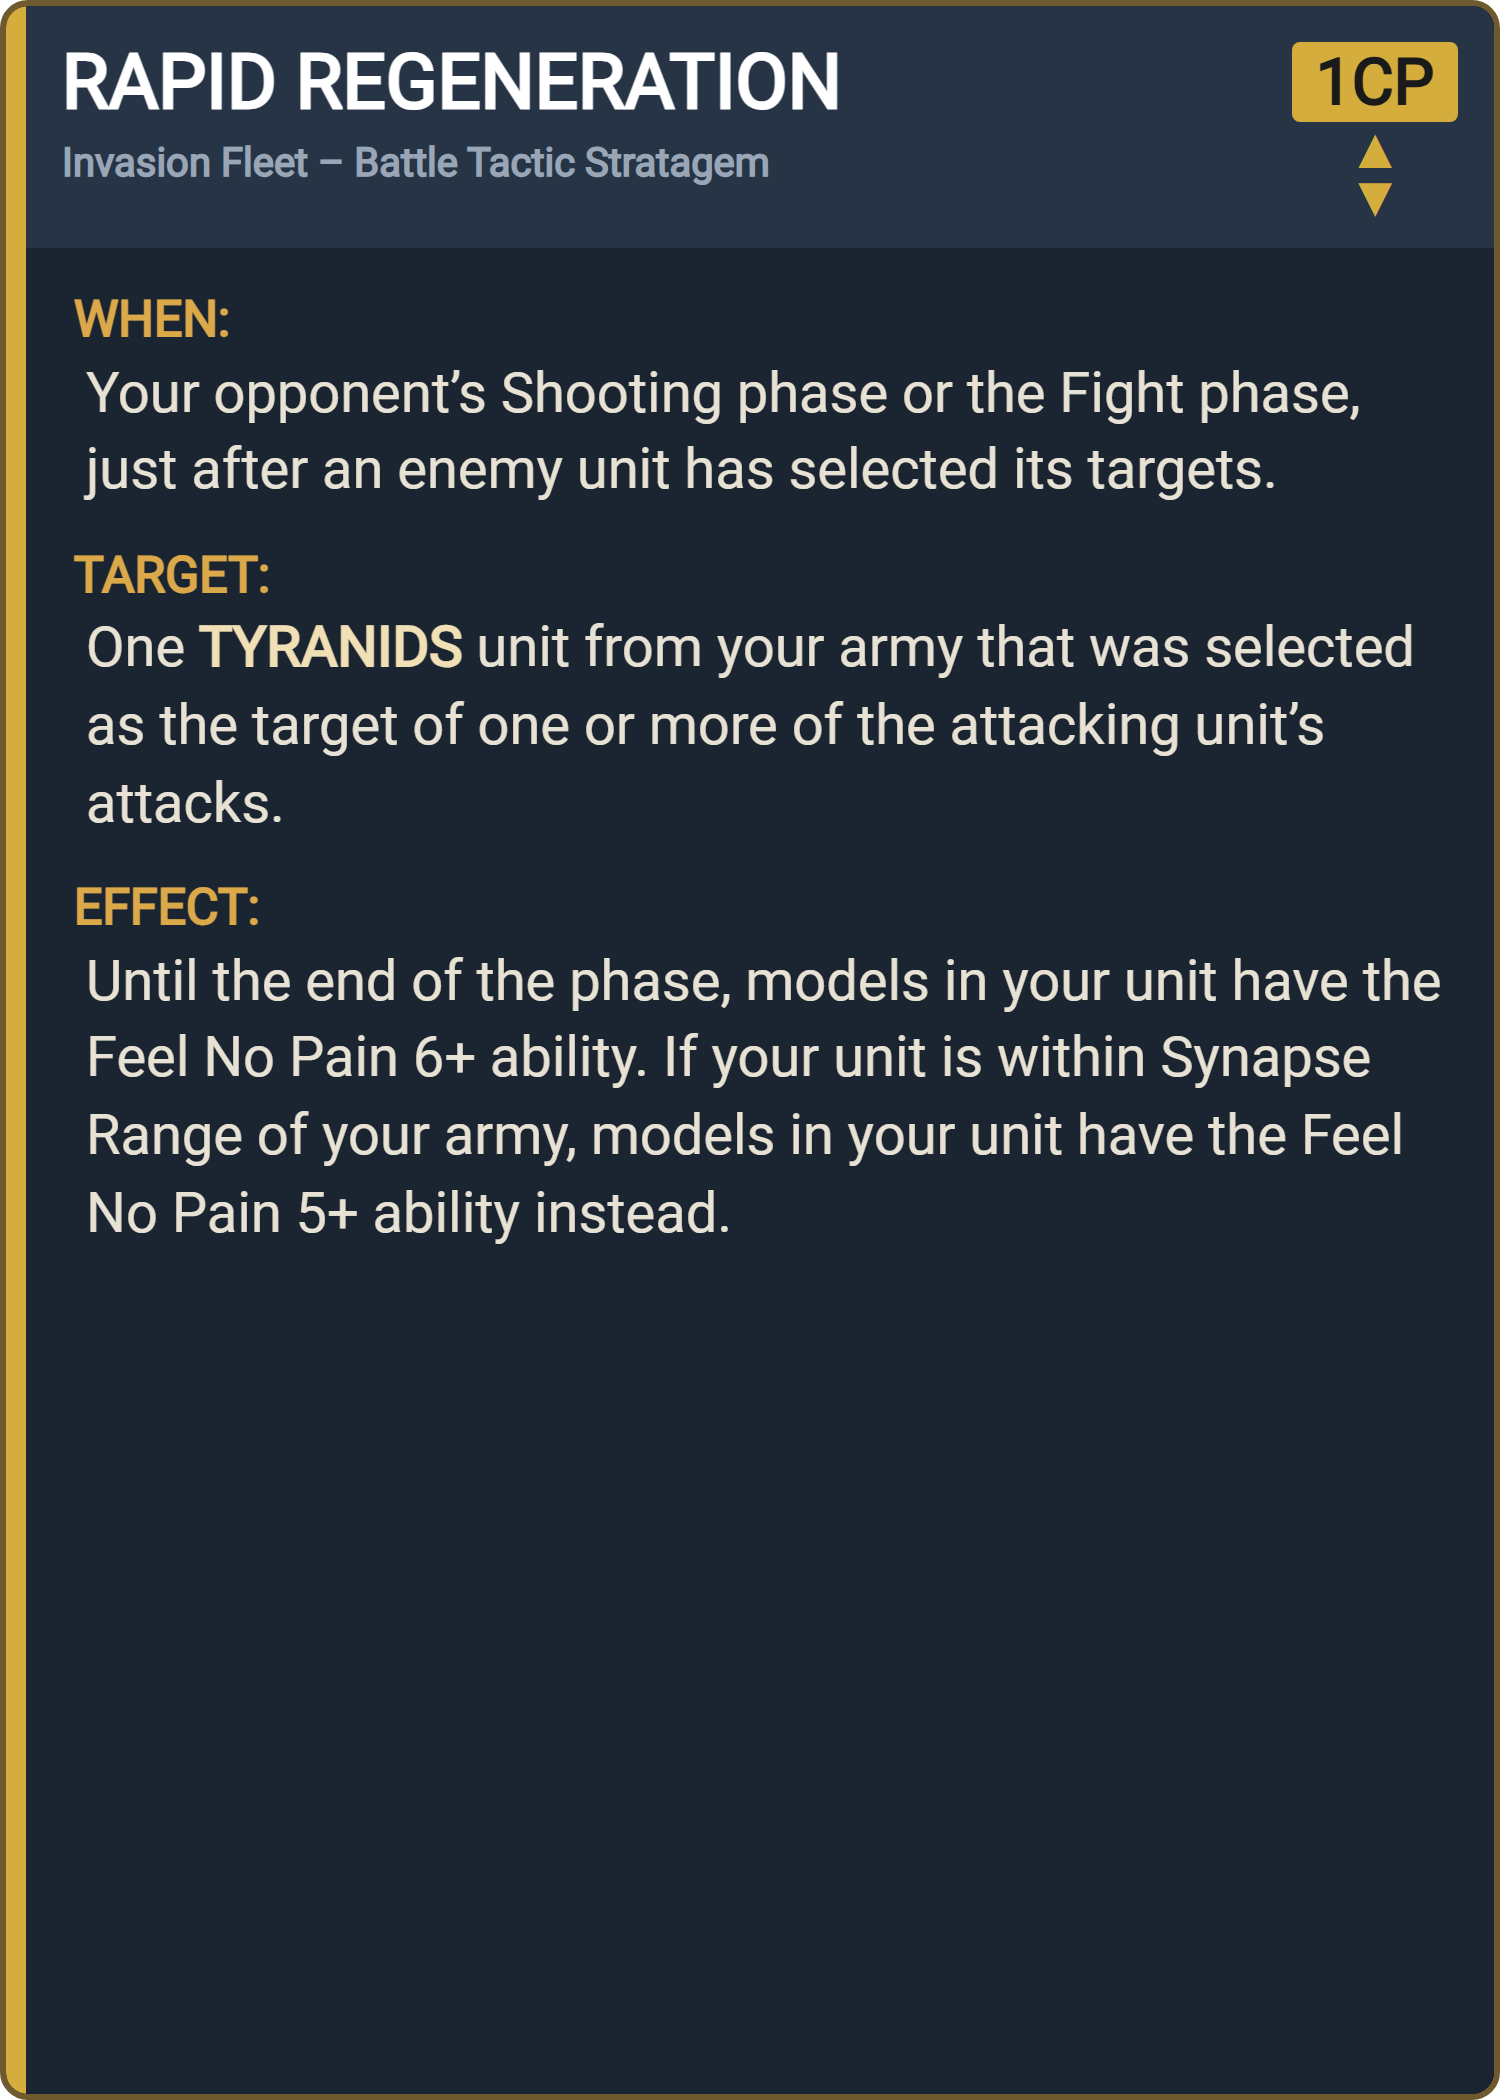 RAPID REGENERATION
1CP
Invasion Fleet – Battle Tactic Stratagem
▲
▼
WHEN:
Your opponent’s Shooting phase or the Fight phase,
just after an enemy unit has selected its targets.
TARGET:
One TYRANIDS unit from your army that was selected
as the target of one or more of the attacking unit’s
attacks.
EFFECT:
Until the end of the phase, models in your unit have the
Feel No Pain 6+ ability. If your unit is within Synapse
Range of your army, models in your unit have the Feel
No Pain 5+ ability instead.